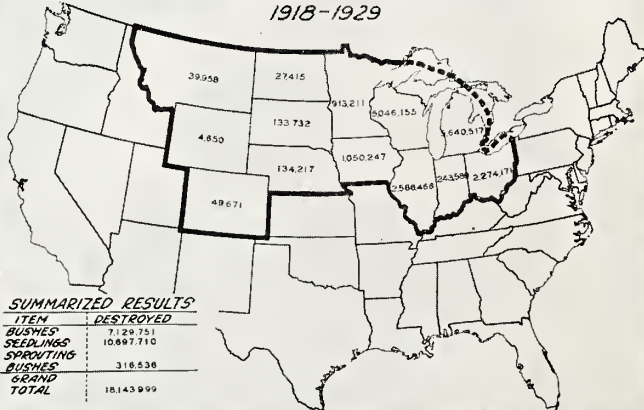 1918-1929
39,958 27,415
913,211 5,046,155
5,640,517
4,650 133,732
134,217 1,050,247
2,586,468 2,274,171
49,671
SUMMARIZED RESULTS
ITEM DESTROYED
BUSHES 7,129,751
SEEDLINGS 10,697,710
SPROUTING
BUSHES 316,538
GRAND
TOTAL 18,143,999